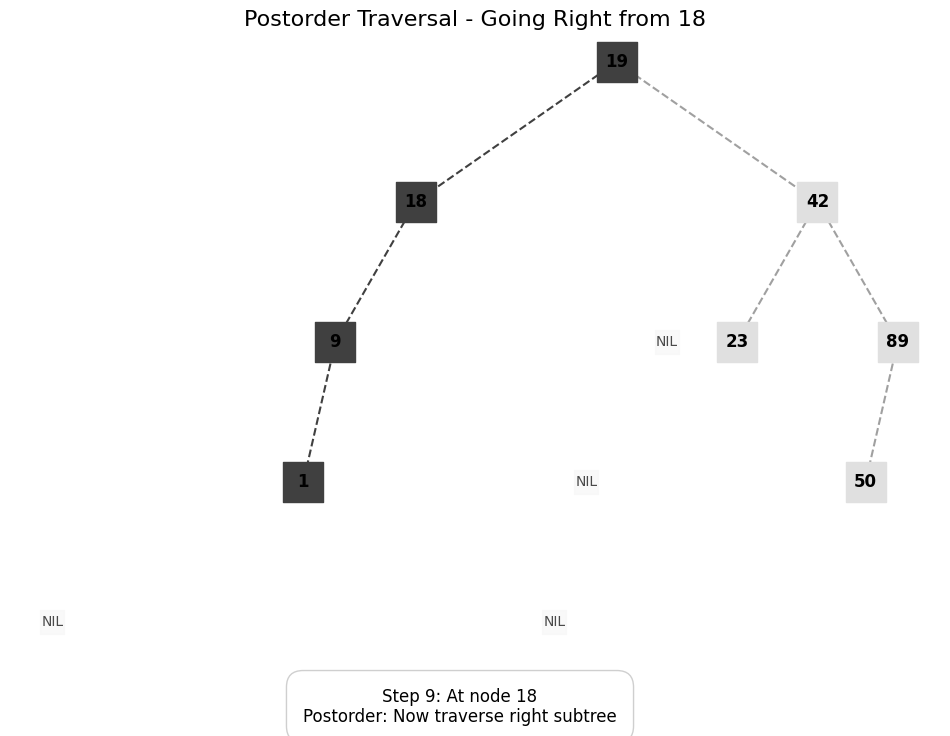 Postorder Traversal - Going Right from 18
19
18
42
9
NIL
23
89
1
NIL
50
NIL
NIL
Step 9: At node 18
Postorder: Now traverse right subtree